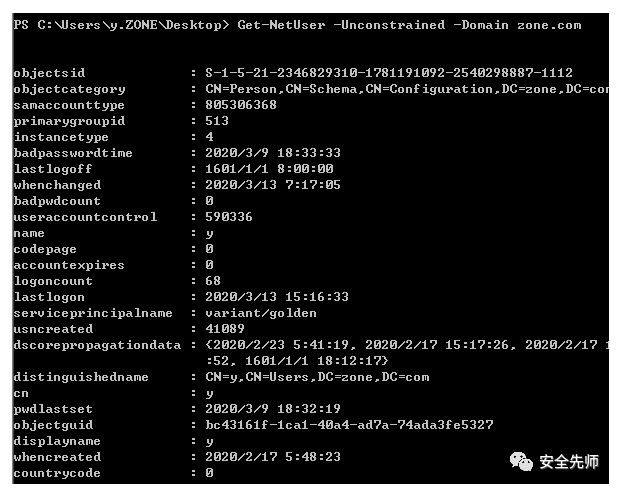 PS C:\Users\y.ZONE\Desktop> Get-NetUser -Unconstrained -Domain zone.com
objectsid : S-1-5-21-2346829310-1781191092-2540298887-1112
objectcategory : CN=Person,CN=Schema,CN=Configuration,DC=zone,DC=com
samaccounttype : 805306368
primarygroupid : 513
instancetype : 4
badpasswordtime : 2020/3/9 18:33:33
lastlogoff : 1601/1/1 8:00:00
whenchanged : 2020/3/13 7:17:05
badpwdcount : 0
useraccountcontrol : 590336
name : y
codepage : 0
accountexpires : 0
logoncount : 68
lastlogon : 2020/3/13 15:16:33
serviceprincipalname : variant/golden
usncreated : 41089
dscorepropagationdata : {2020/2/23 5:41:19, 2020/2/17 15:17:26, 2020/2/17 1
:52, 1601/1/1 18:12:17}
distinguishedname : CN=y,CN=Users,DC=zone,DC=com
cn : y
pwdlastset : 2020/3/9 18:32:19
objectguid : bc43161f-1ca1-40a4-ad7a-74ada3fe5327
displayname : y
whencreated : 2020/2/17 5:48:23
countrycode : 0
安全先师